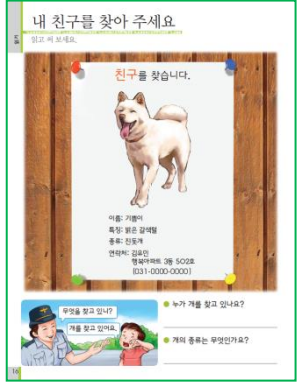 내 친구를 찾아 주세요
읽고 써 보세요.
친구를 찾습니다.
이름: 기쁨이
특징: 밝은 갈색털
종류: 진돗개
연락처: 김유민
행복아파트 3동 502호
(031-0000-0000)
무엇을 찾고 있니?
개를 찾고 있어요.
누가 개를 찾고 있나요?
개의 종류는 무엇인가요?
16